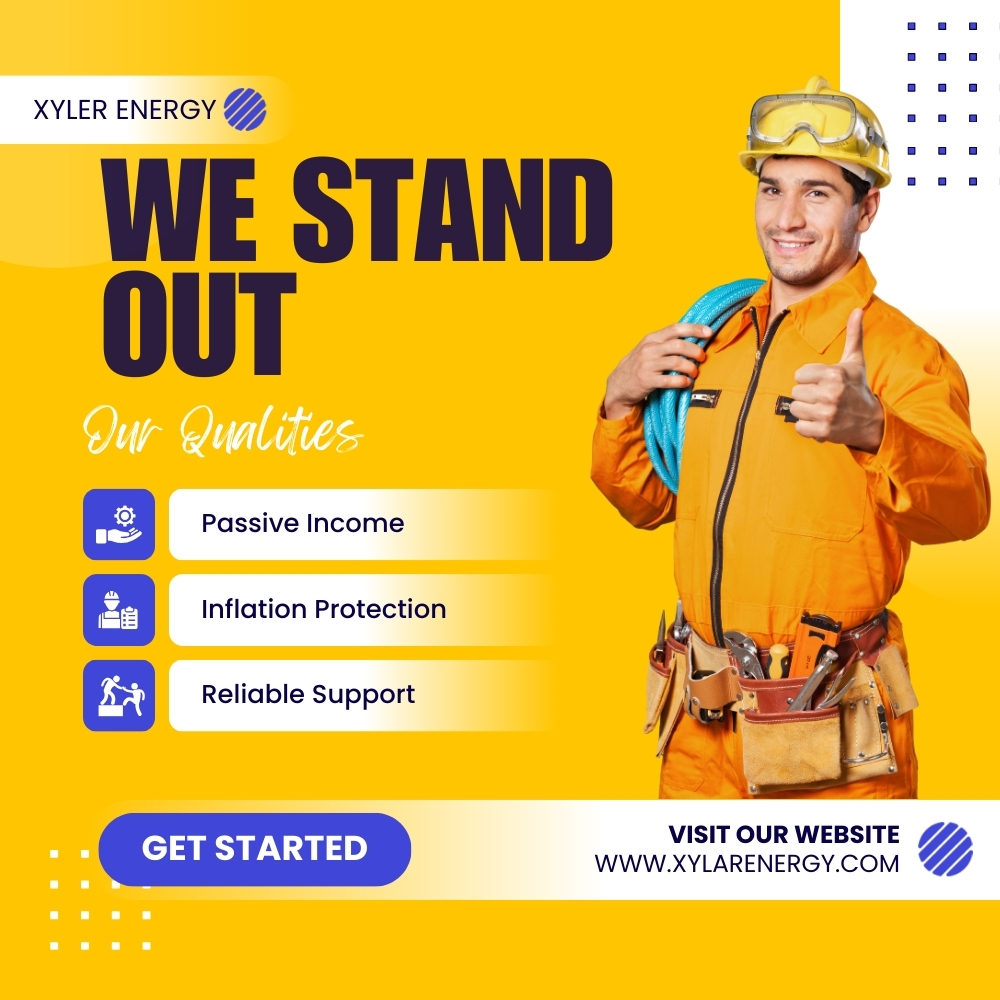 XYLER ENERGY
WE STAND
OUT
Our Qualities
Passive Income
Inflation Protection
Reliable Support
GET STARTED
VISIT OUR WEBSITE
WWW.XYLARENERGY.COM